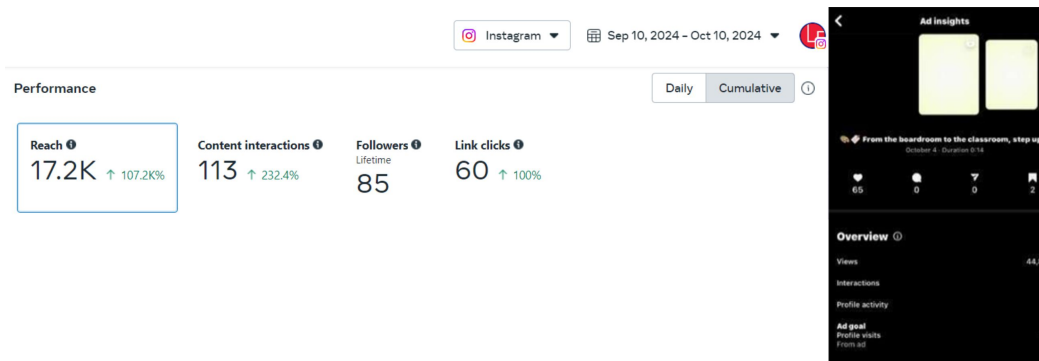 Instagram
Sep 10, 2024 – Oct 10, 2024
Performance
Daily
Cumulative
Reach
17.2K ↑ 107.2K%
Content interactions
113 ↑ 232.4%
Followers
Lifetime
85
Link clicks
60 ↑ 100%
Ad insights
From the boardroom to the classroom, step up
October 4 · Duration 0:14
65
0
0
2
Overview
Views
44,
Interactions
Profile activity
Ad goal
Profile visits
From ad